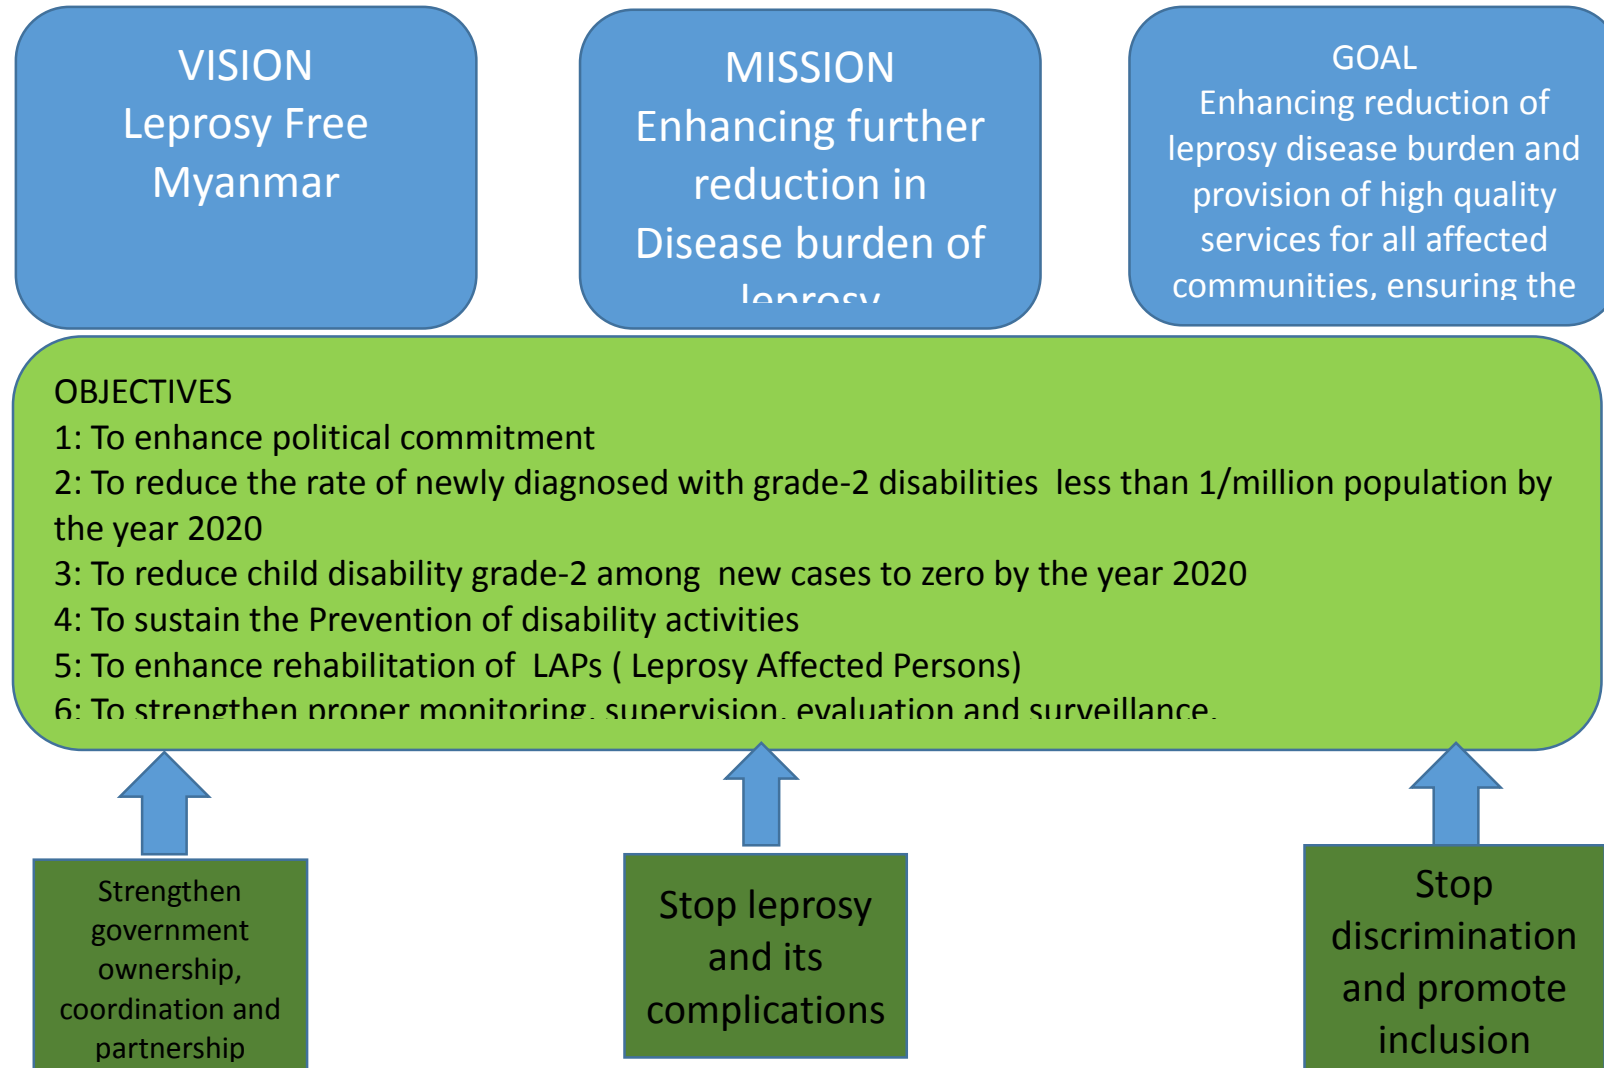 VISION
Leprosy Free
Myanmar
MISSION
Enhancing further
reduction in
Disease burden of
leprosy
GOAL
Enhancing reduction of
leprosy disease burden and
provision of high quality
services for all affected
communities, ensuring the
OBJECTIVES
1: To enhance political commitment
2: To reduce the rate of newly diagnosed with grade-2 disabilities  less than 1/million population by
the year 2020
3: To reduce child disability grade-2 among  new cases to zero by the year 2020
4: To sustain the Prevention of disability activities
5: To enhance rehabilitation of  LAPs ( Leprosy Affected Persons)
6: To strengthen proper monitoring, supervision, evaluation and surveillance.
Strengthen
government
ownership,
coordination and
partnership
Stop leprosy
and its
complications
Stop
discrimination
and promote
inclusion